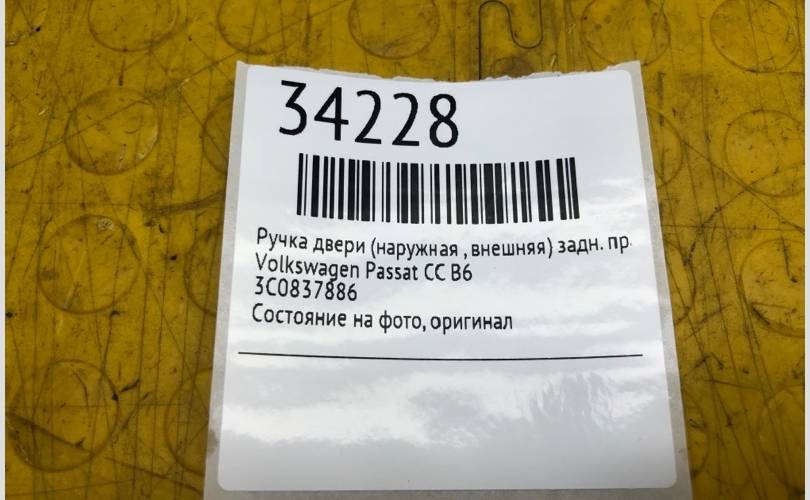 34228
Ручка двери (наружная , внешняя) задн. пр.
Volkswagen Passat CC B6
3C0837886
Состояние на фото, оригинал